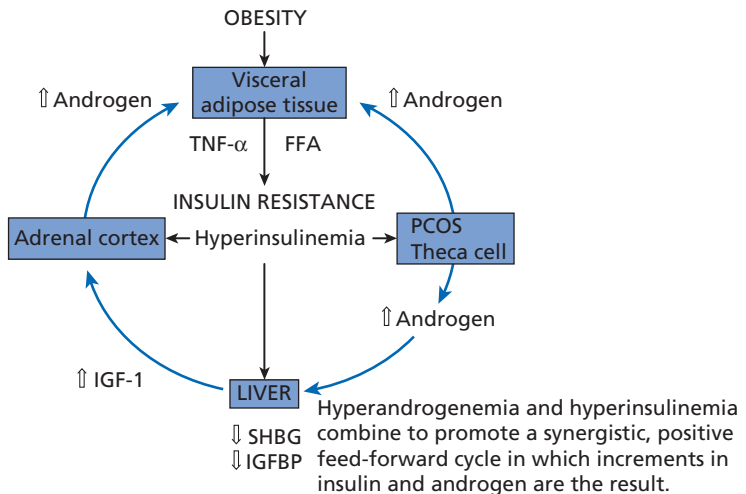 OBESITY
Visceral
adipose tissue
⇧ Androgen
⇧ Androgen
TNF-α FFA
INSULIN RESISTANCE
Adrenal cortex
Hyperinsulinemia
PCOS
Theca cell
⇧ Androgen
⇧ IGF-1
LIVER
⇩ SHBG
⇩ IGFBP
Hyperandrogenemia and hyperinsulinemia
combine to promote a synergistic, positive
feed-forward cycle in which increments in
insulin and androgen are the result.